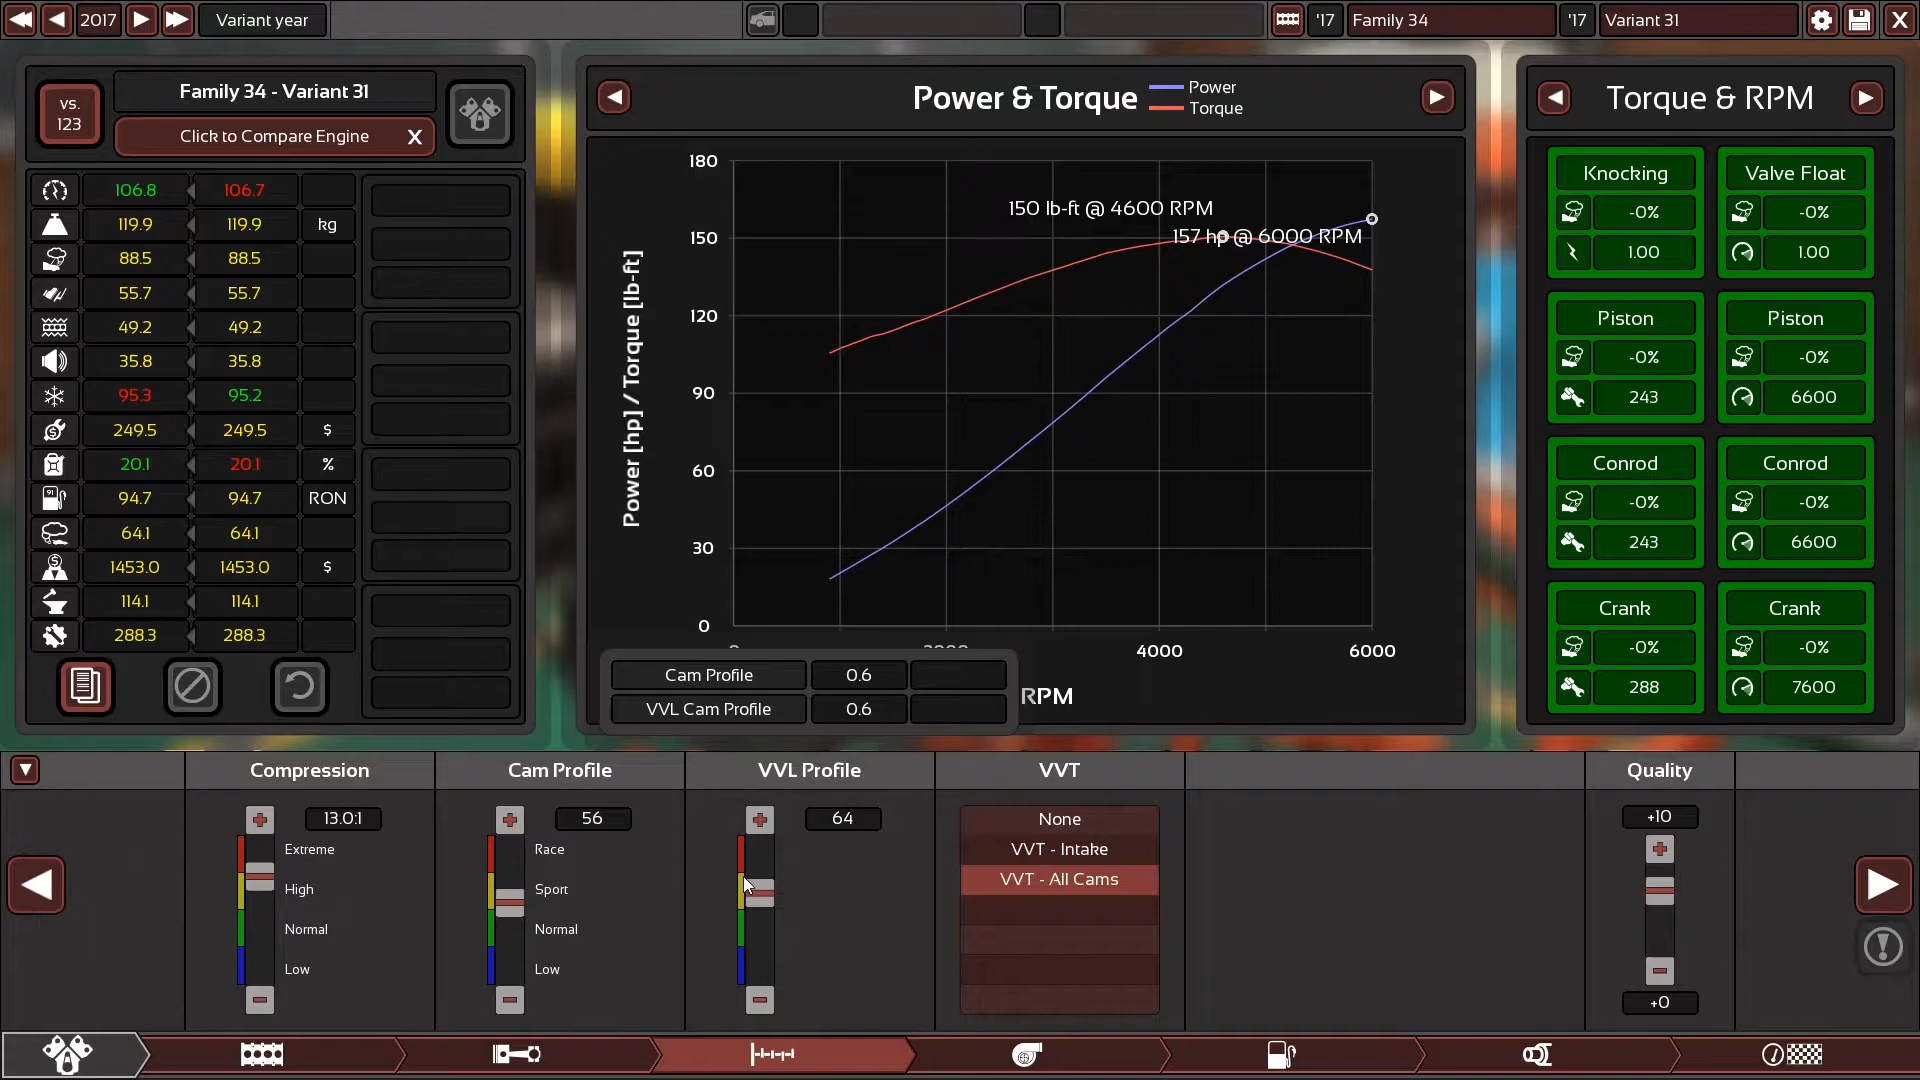 2017
Variant year
'17
Family 34
'17
Variant 31
X
vs.
123
Family 34 - Variant 31
Click to Compare Engine
X
106.8
106.7
119.9
119.9
kg
88.5
88.5
55.7
55.7
49.2
49.2
35.8
35.8
95.3
95.2
249.5
249.5
$
20.1
20.1
%
91
94.7
94.7
RON
64.1
64.1
1453.0
1453.0
$
114.1
114.1
288.3
288.3
Power & Torque
Power
Torque
Power [hp] / Torque [lb-ft]
180
150
120
90
60
30
0
150 lb-ft @ 4600 RPM
157 hp @ 6000 RPM
4000
6000
RPM
Cam Profile
0.6
VVL Cam Profile
0.6
Torque & RPM
Knocking
-0%
1.00
Valve Float
-0%
1.00
Piston
-0%
243
Piston
-0%
6600
Conrod
-0%
243
Conrod
-0%
6600
Crank
-0%
288
Crank
-0%
7600
Compression
13.0:1
Extreme
High
Normal
Low
Cam Profile
56
Race
Sport
Normal
Low
VVL Profile
64
VVT
None
VVT - Intake
VVT - All Cams
Quality
+10
+0